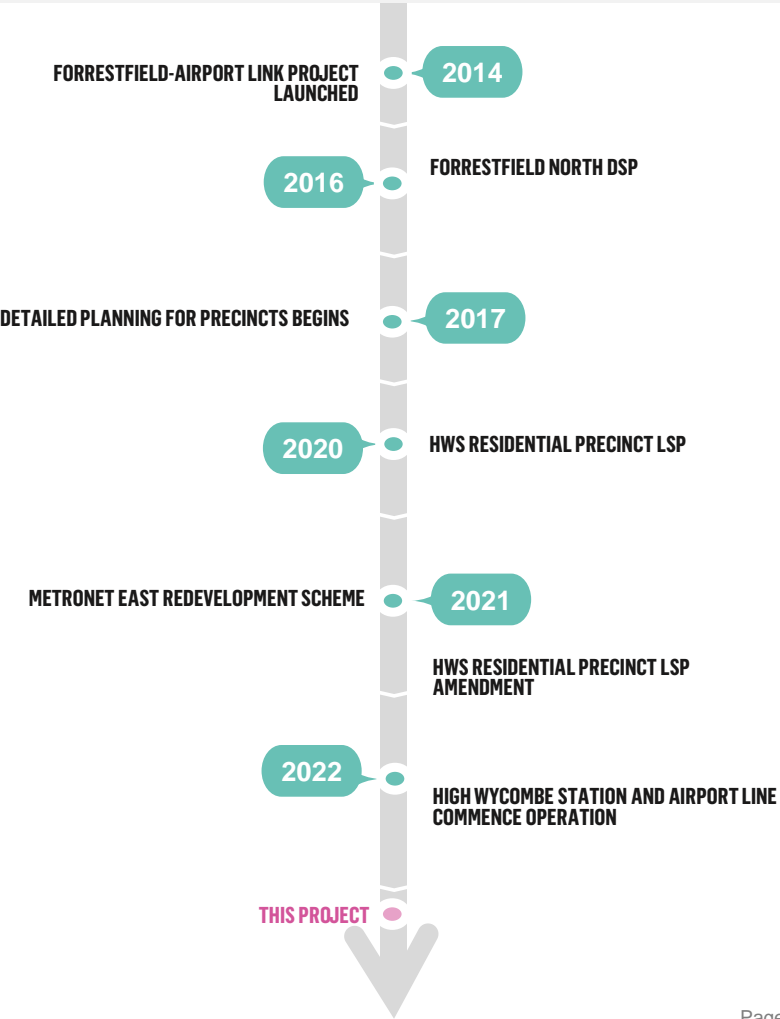 FORRESTFIELD-AIRPORT LINK PROJECT
LAUNCHED
2014
2016
FORRESTFIELD NORTH DSP
DETAILED PLANNING FOR PRECINCTS BEGINS
2017
2020
HWS RESIDENTIAL PRECINCT LSP
METRONET EAST REDEVELOPMENT SCHEME
2021
HWS RESIDENTIAL PRECINCT LSP
AMENDMENT
2022
HIGH WYCOMBE STATION AND AIRPORT LINE
COMMENCE OPERATION
THIS PROJECT
Page